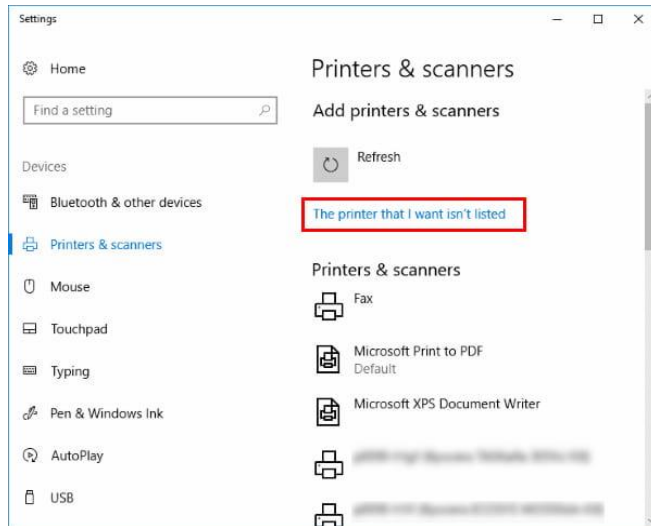 Settings
Home
Find a setting
Devices
Bluetooth & other devices
Printers & scanners
Mouse
Touchpad
Typing
Pen & Windows Ink
AutoPlay
USB
Printers & scanners
Add printers & scanners
Refresh
The printer that I want isn't listed
Printers & scanners
Fax
Microsoft Print to PDF
Default
Microsoft XPS Document Writer